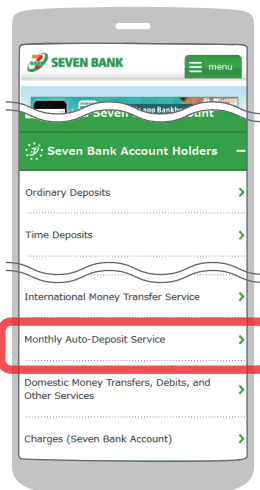 SEVEN BANK
menu
Seven Bank Account Holders
Ordinary Deposits
Time Deposits
International Money Transfer Service
Monthly Auto-Deposit Service
Domestic Money Transfers, Debits, and
Other Services
Charges (Seven Bank Account)